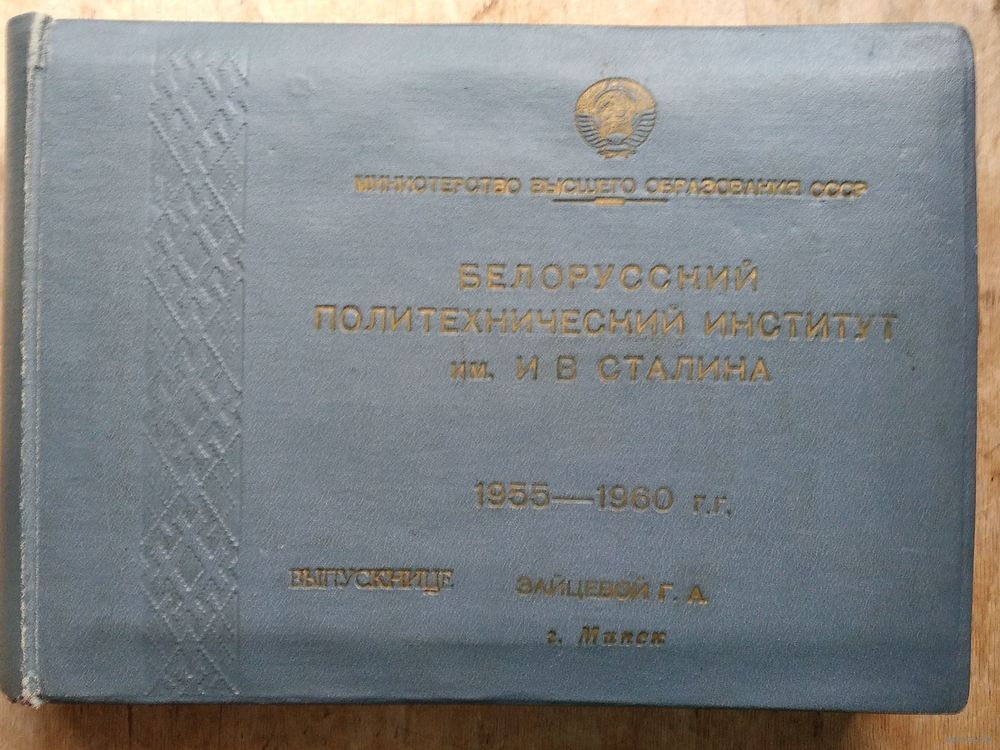 МИНИСТЕРСТВО ВЫСШЕГО ОБРАЗОВАНИЯ СССР
БЕЛОРУССКИЙ
ПОЛИТЕХНИЧЕСКИЙ ИНСТИТУТ
им. И В СТАЛИНА
1955—1960 г.г.
ВЫПУСКНИЦЕ ЗАЙЦЕВОЙ Г. А.
г. Минск